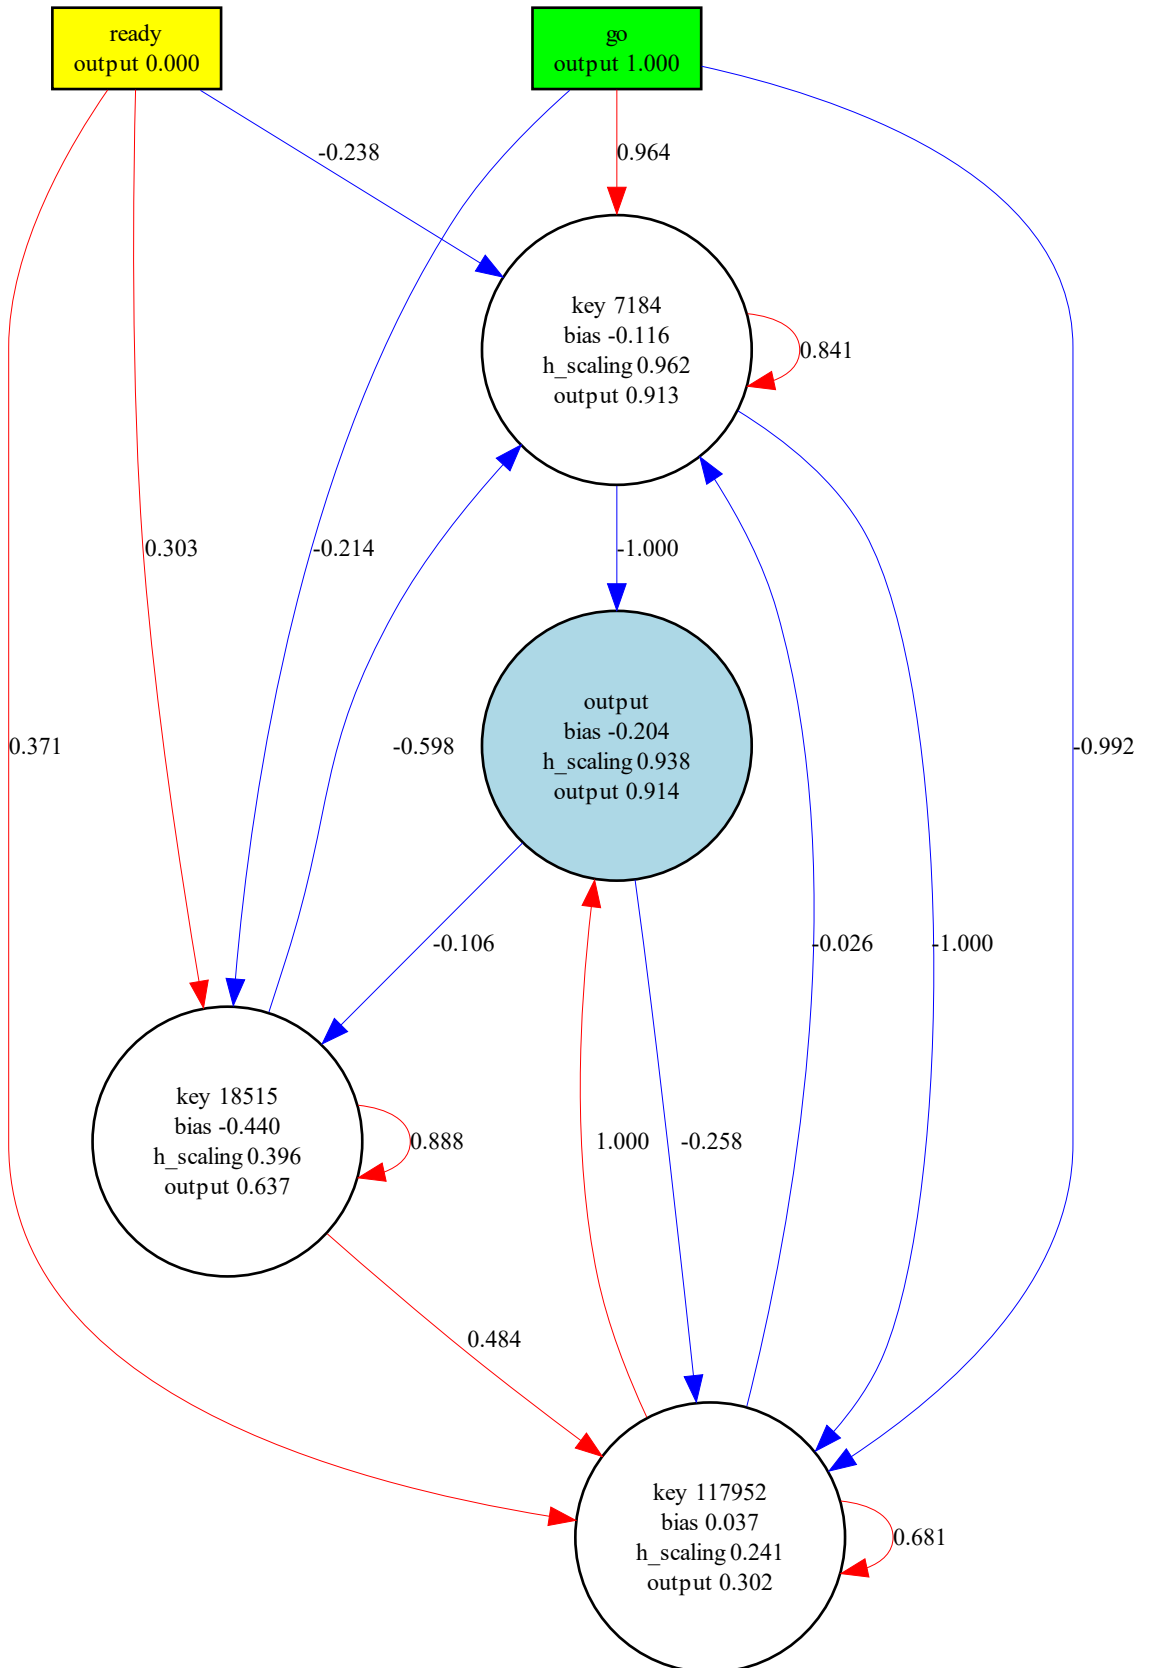 ready
output 0.000
go
output 1.000
-0.238
0.964
key 7184
bias -0.116
h_scaling 0.962
output 0.913
0.841
0.303
-0.214
-1.000
output
bias -0.204
h_scaling 0.938
output 0.914
0.371
-0.598
-0.992
-0.106
-0.026
-1.000
key 18515
bias -0.440
h_scaling 0.396
output 0.637
0.888
1.000
-0.258
0.484
key 117952
bias 0.037
h_scaling 0.241
output 0.302
0.681